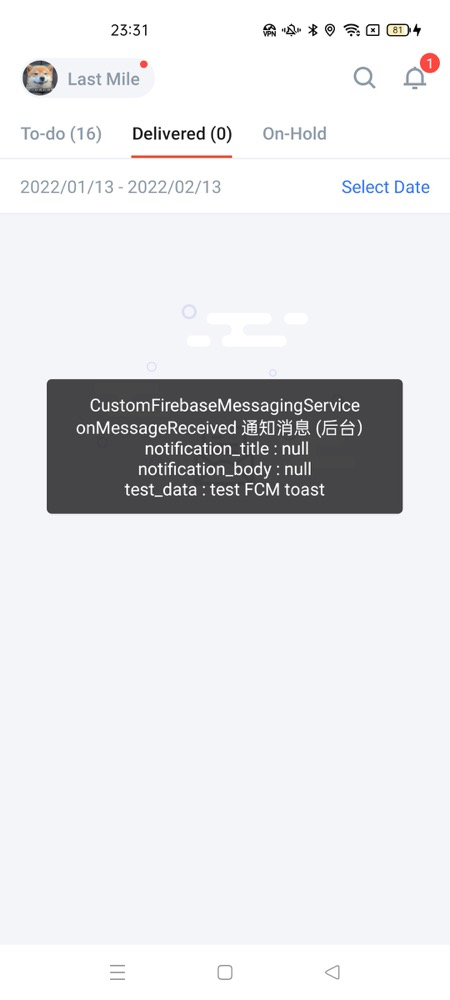 23:31
VPN
81
Last Mile
1
To-do (16)
Delivered (0)
On-Hold
2022/01/13 - 2022/02/13
Select Date
CustomFirebaseMessagingService
onMessageReceived 通知消息 (后台)
notification_title : null
notification_body : null
test_data : test FCM toast